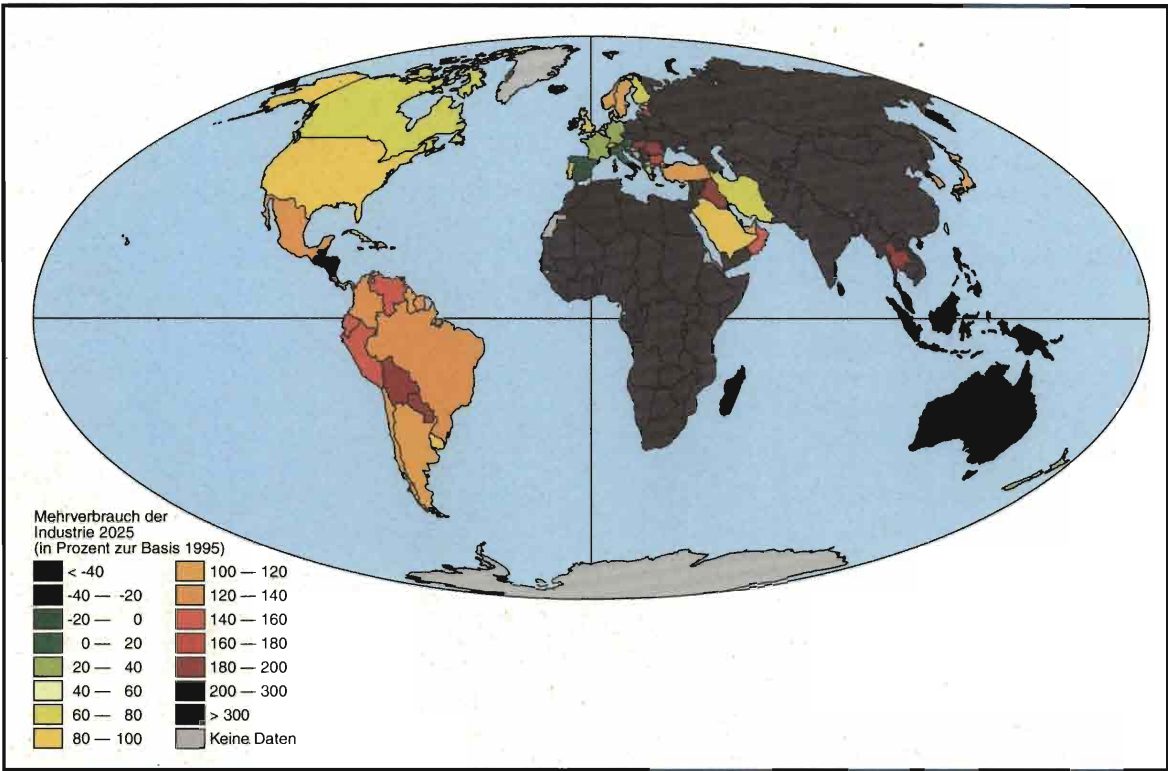 Mehrverbrauch der
Industrie 2025
(in Prozent zur Basis 1995)
< -40
-40 — -20
-20 — 0
0 — 20
20 — 40
40 — 60
60 — 80
80 — 100
100 — 120
120 — 140
140 — 160
160 — 180
180 — 200
200 — 300
> 300
Keine Daten